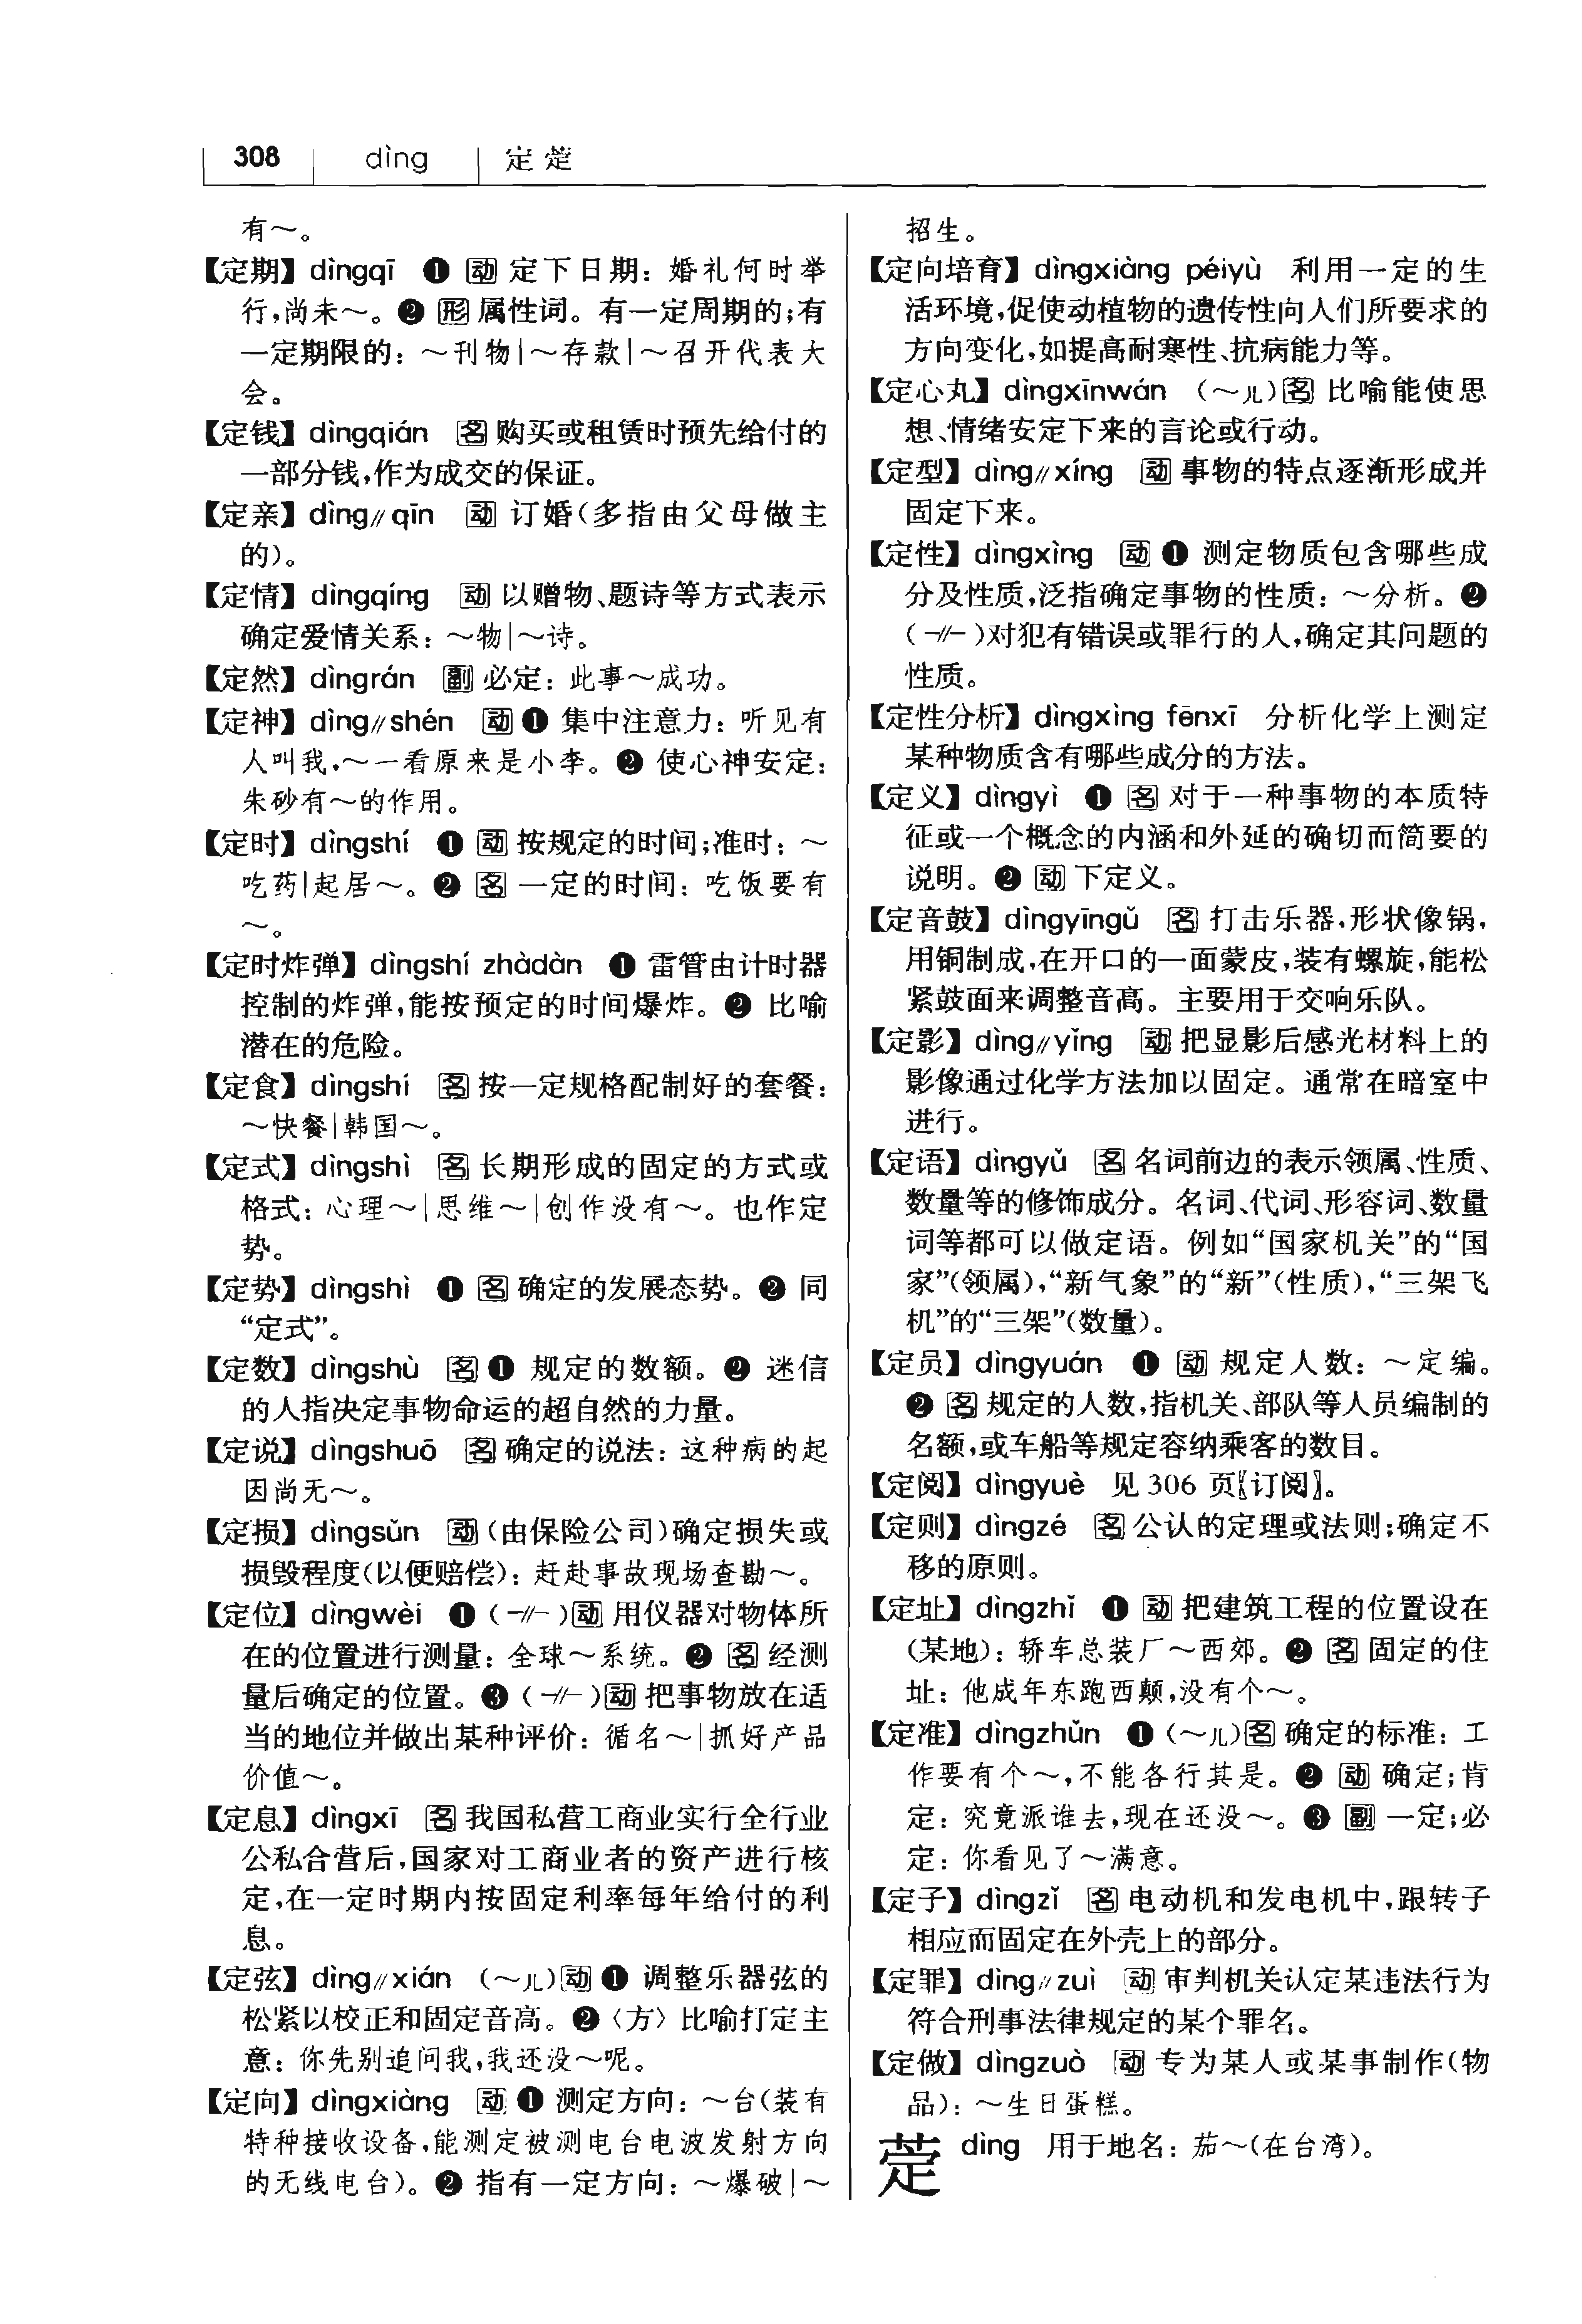 308 dìng 定 萣
有～。
【定期】 dìngqī ❶ 动 定下日期：婚礼何时举
行，尚未～。❷ 形 属性词。有一定周期的；有
一定期限的：～刊物|～存款|～召开代表大
会。
【定钱】 dìngqián 名 购买或租赁时预先给付的
一部分钱，作为成交的保证。
【定亲】 dìng∥qīn 动 订婚（多指由父母做主
的）。
【定情】 dìngqíng 动 以赠物、题诗等方式表示
确定爱情关系：～物|～诗。
【定然】 dìngrán 副 必定：此事～成功。
【定神】 dìng∥shén 动 ❶ 集中注意力：听见有
人叫我，～一看原来是小李。❷ 使心神安定：
朱砂有～的作用。
【定时】 dìngshí ❶ 动 按规定的时间；准时：～
吃药|起居～。❷ 名 一定的时间：吃饭要有
～。
【定时炸弹】 dìngshí zhàdàn ❶ 雷管由计时器
控制的炸弹，能按预定的时间爆炸。❷ 比喻
潜在的危险。
【定食】 dìngshí 名 按一定规格配制好的套餐：
～快餐|韩国～。
【定式】 dìngshì 名 长期形成的固定的方式或
格式：心理～|思维～|创作没有～。也作定
势。
【定势】 dìngshì ❶ 名 确定的发展态势。❷ 同
“定式”。
【定数】 dìngshù 名 ❶ 规定的数额。❷ 迷信
的人指决定事物命运的超自然的力量。
【定说】 dìngshuō 名 确定的说法：这种病的起
因尚无～。
【定损】 dìngsǔn 动（由保险公司）确定损失或
损毁程度（以便赔偿）：赶赴事故现场查勘～。
【定位】 dìngwèi ❶（-∥-）动 用仪器对物体所
在的位置进行测量：全球～系统。❷ 名 经测
量后确定的位置。❸（-∥-）动 把事物放在适
当的地位并做出某种评价：循名～|抓好产品
价值～。
【定息】 dìngxī 名 我国私营工商业实行全行业
公私合营后，国家对工商业者的资产进行核
定，在一定时期内按固定利率每年给付的利
息。
【定弦】 dìng∥xián （～儿）动 ❶ 调整乐器弦的
松紧以校正和固定音高。❷〈方〉比喻打定主
意：你先别追问我，我还没～呢。
【定向】 dìngxiàng 动 ❶ 测定方向：～台（装有
特种接收设备，能测定被测电台电波发射方向
的无线电台）。❷ 指有一定方向：～爆破|～
招生。
【定向培育】 dìngxiàng péiyù 利用一定的生
活环境，促使动植物的遗传性向人们所要求的
方向变化，如提高耐寒性、抗病能力等。
【定心丸】 dìngxīnwán （～儿）名 比喻能使思
想、情绪安定下来的言论或行动。
【定型】 dìng∥xíng 动 事物的特点逐渐形成并
固定下来。
【定性】 dìngxìng 动 ❶ 测定物质包含哪些成
分及性质，泛指确定事物的性质：～分析。❷
（-∥-）对犯有错误或罪行的人，确定其问题的
性质。
【定性分析】 dìngxìng fēnxī 分析化学上测定
某种物质含有哪些成分的方法。
【定义】 dìngyì ❶ 名 对于一种事物的本质特
征或一个概念的内涵和外延的确切而简要的
说明。❷ 动 下定义。
【定音鼓】 dìngyīngǔ 名 打击乐器，形状像锅，
用铜制成，在开口的一面蒙皮，装有螺旋，能松
紧鼓面来调整音高。主要用于交响乐队。
【定影】 dìng∥yǐng 动 把显影后感光材料上的
影像通过化学方法加以固定。通常在暗室中
进行。
【定语】 dìngyǔ 名 名词前边的表示领属、性质、
数量等的修饰成分。名词、代词、形容词、数量
词等都可以做定语。例如“国家机关”的“国
家”（领属），“新气象”的“新”（性质），“三架飞
机”的“三架”（数量）。
【定员】 dìngyuán ❶ 动 规定人数：～定编。
❷ 名 规定的人数，指机关、部队等人员编制的
名额，或车船等规定容纳乘客的数目。
【定阅】 dìngyuè 见 306 页〖订阅〗。
【定则】 dìngzé 名 公认的定理或法则；确定不
移的原则。
【定址】 dìngzhǐ ❶ 动 把建筑工程的位置设在
（某地）：轿车总装厂～西郊。❷ 名 固定的住
址：他成年东跑西颠，没有个～。
【定准】 dìngzhǔn ❶（～儿）名 确定的标准：工
作要有个～，不能各行其是。❷ 动 确定；肯
定：究竟派谁去，现在还没～。❸ 副 一定；必
定：你看见了～满意。
【定子】 dìngzǐ 名 电动机和发电机中，跟转子
相应而固定在外壳上的部分。
【定罪】 dìng∥zuì 动 审判机关认定某违法行为
符合刑事法律规定的某个罪名。
【定做】 dìngzuò 动 专为某人或某事制作（物
品）：～生日蛋糕。
萣 dìng 用于地名：茄～（在台湾）。